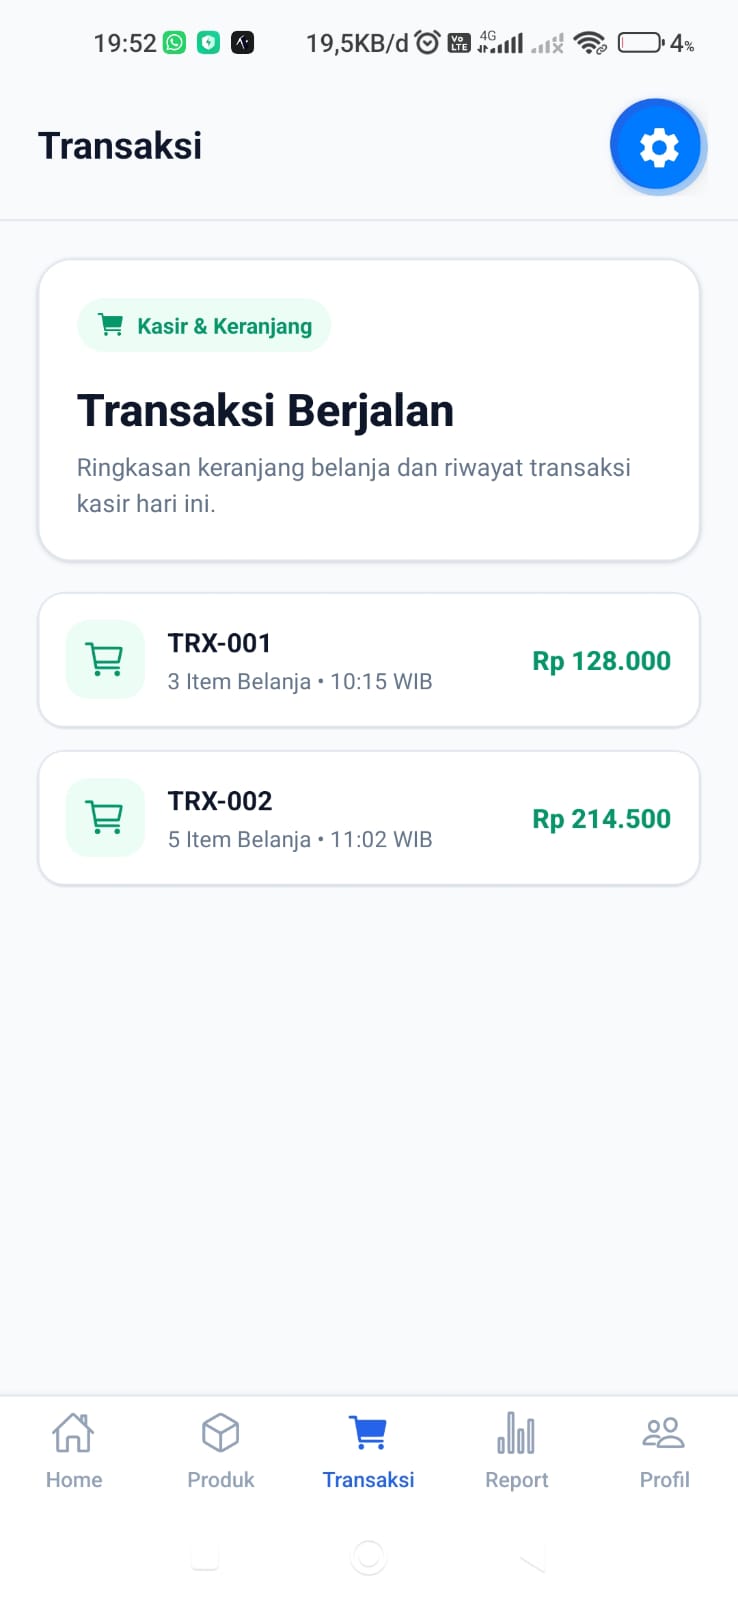 19:52 19,5KB/d Vo LTE 4G 4%
Transaksi
Kasir & Keranjang
Transaksi Berjalan
Ringkasan keranjang belanja dan riwayat transaksi
kasir hari ini.
TRX-001
3 Item Belanja • 10:15 WIB
Rp 128.000
TRX-002
5 Item Belanja • 11:02 WIB
Rp 214.500
Home Produk Transaksi Report Profil